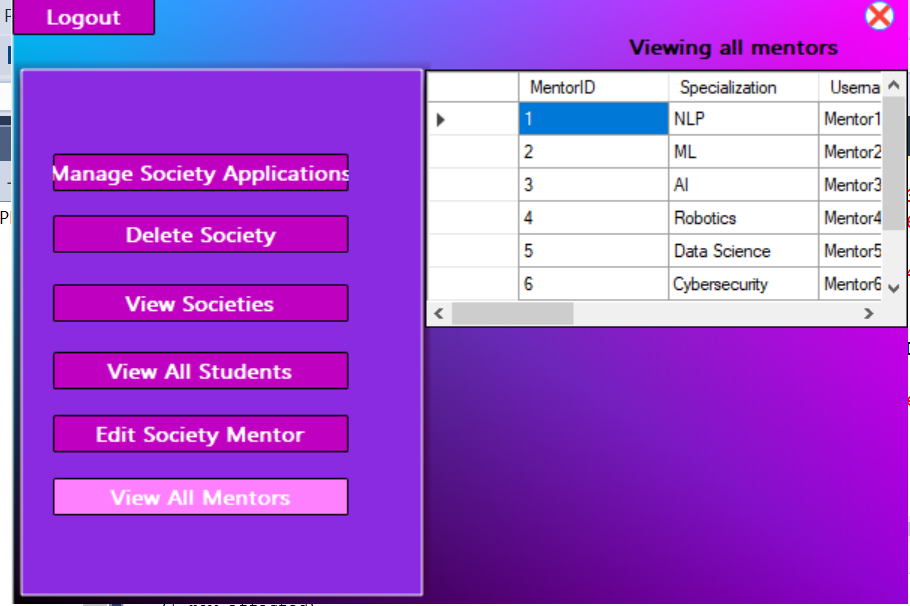 Logout
Viewing all mentors
MentorID Specialization Userna
1 NLP Mentor1
2 ML Mentor2
3 AI Mentor3
4 Robotics Mentor4
5 Data Science Mentor5
6 Cybersecurity Mentor6
Manage Society Applications
Delete Society
View Societies
View All Students
Edit Society Mentor
View All Mentors